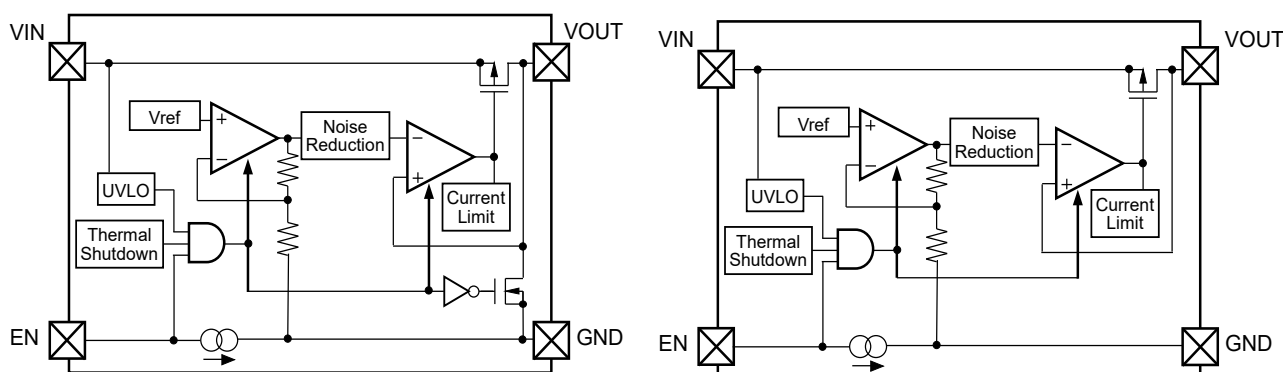 VIN
VOUT
Vref
+
−
Noise
Reduction
−
+
UVLO
Current
Limit
Thermal
Shutdown
EN
GND
VIN
VOUT
Vref
+
−
Noise
Reduction
−
+
UVLO
Current
Limit
Thermal
Shutdown
EN
GND